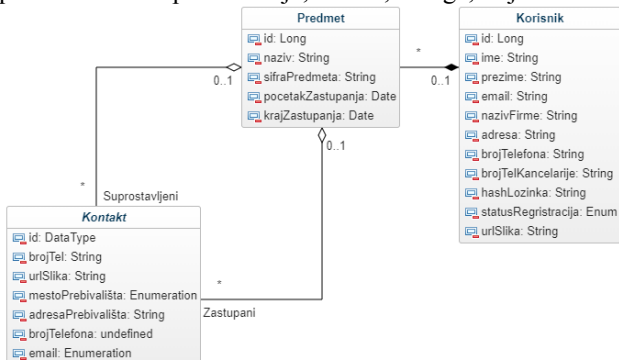 Predmet
id: Long
naziv: String
sifraPredmeta: String
pocetakZastupanja: Date
krajZastupanja: Date
Korisnik
id: Long
ime: String
prezime: String
email: String
nazivFirme: String
adresa: String
brojTelefona: String
brojTelKancelarije: String
hashLozinka: String
statusRegristracija: Enum
urlSlika: String
*
0..1
0..1
0..1
*
Suprostavljeni
*
Zastupani
Kontakt
id: DataType
brojTel: String
urlSlika: String
mestoPrebivališta: Enumeration
adresaPrebivališta: String
brojTelefona: undefined
email: Enumeration